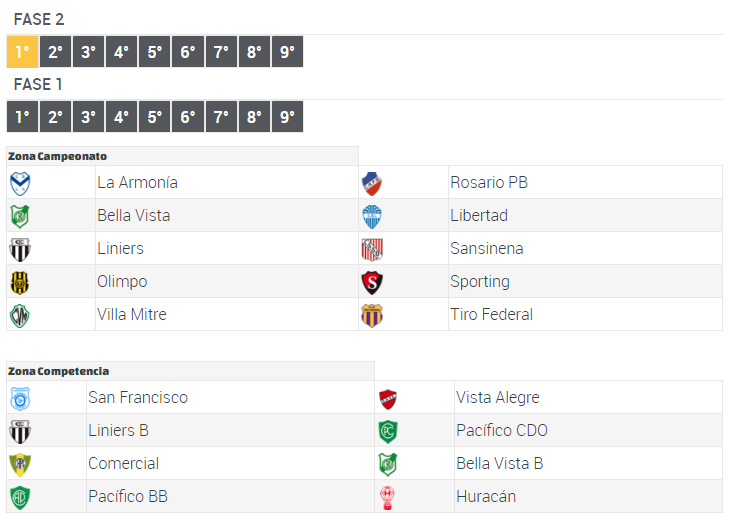 FASE 2
1° 2° 3° 4° 5° 6° 7° 8° 9°
FASE 1
1° 2° 3° 4° 5° 6° 7° 8° 9°
Zona Campeonato
La Armonía Rosario PB
Bella Vista Libertad
Liniers Sansinena
Olimpo Sporting
Villa Mitre Tiro Federal
Zona Competencia
San Francisco Vista Alegre
Liniers B Pacífico CDO
Comercial Bella Vista B
Pacífico BB Huracán